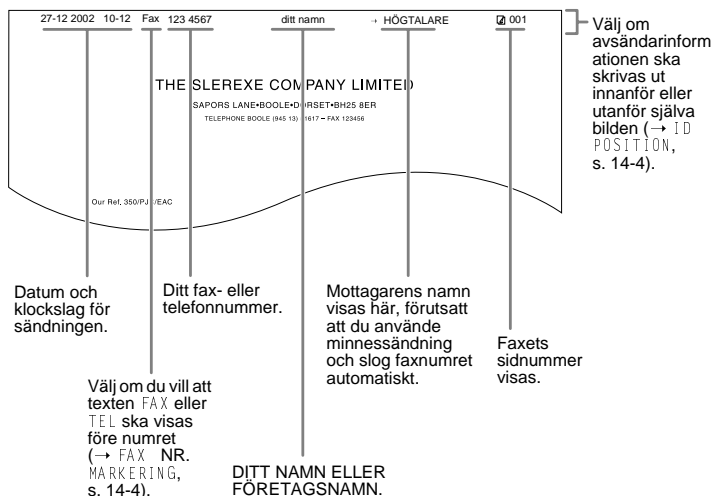 27-12 2002 10-12 Fax 123 4567 ditt namn → HÖGTALARE 001
THE SLEREXE COMPANY LIMITED
SAPORS LANE•BOOLE•DORSET•BH25 8ER
TELEPHONE BOOLE (945 13) 1617 – FAX 123456
Our Ref. 350/PJ /EAC
Välj om
avsändarinform
ationen ska
skrivas ut
innanför eller
utanför själva
bilden (→ ID
POSITION,
s. 14-4).
Datum och
klockslag för
sändningen.
Ditt fax- eller
telefonnummer.
Mottagarens namn
visas här, förutsatt
att du använde
minnessändning
och slog faxnumret
automatiskt.
Faxets
sidnummer
visas.
Välj om du vill att
texten FAX eller
TEL ska visas
före numret
(→ FAX NR.
MARKERING,
s. 14-4).
DITT NAMN ELLER
FÖRETAGSNAMN.